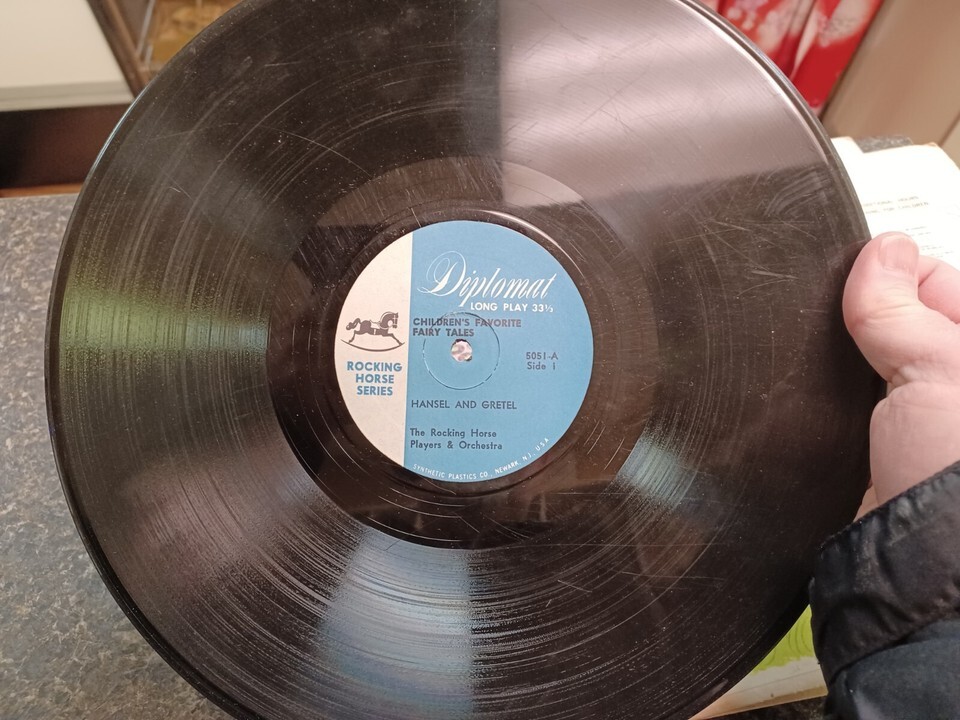 Diplomat
LONG PLAY 33⅓
CHILDREN'S FAVORITE
FAIRY TALES
5051-A
Side 1
ROCKING
HORSE
SERIES
HANSEL AND GRETEL
The Rocking Horse
Players & Orchestra
SYNTHETIC PLASTICS CO. NEWARK, N.J. U.S.A.